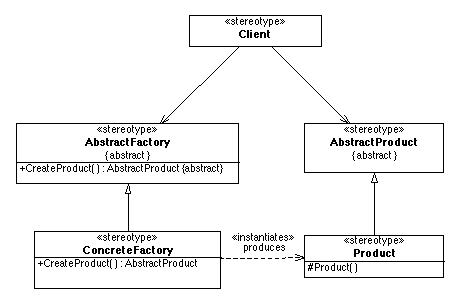 «stereotype»
Client
«stereotype»
AbstractFactory
{abstract}
+CreateProduct( ) : AbstractProduct {abstract}
«stereotype»
AbstractProduct
{abstract}
«stereotype»
ConcreteFactory
+CreateProduct( ) : AbstractProduct
«instantiates»
produces
«stereotype»
Product
#Product( )